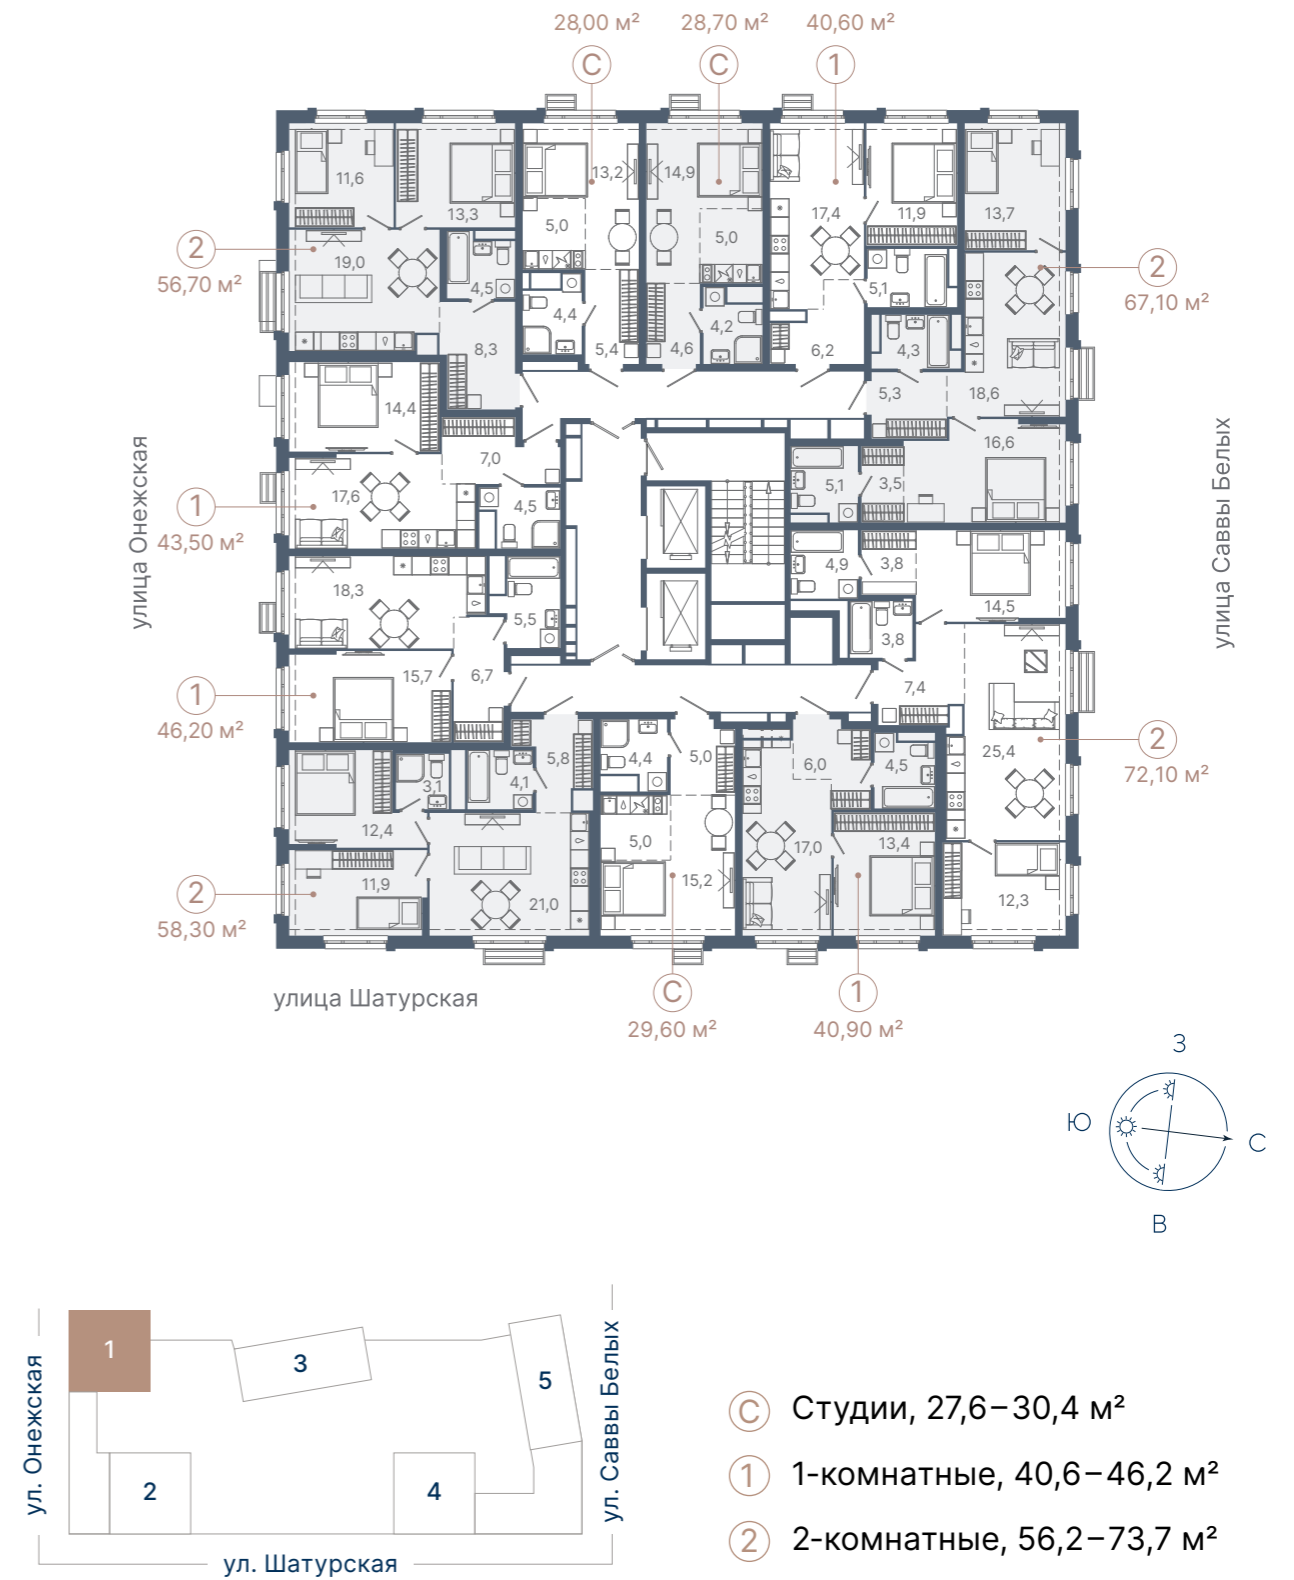 28,00 м²
28,70 м²
40,60 м²
С
С
1
11,6
13,3
13,2
14,9
17,4
11,9
13,7
5,0
5,0
2
56,70 м²
19,0
4,5
4,4
4,2
5,1
2
67,10 м²
8,3
5,4
4,6
6,2
4,3
5,3
18,6
14,4
7,0
16,6
улица Онежская
улица Саввы Белых
1
43,50 м²
17,6
4,5
5,1
3,5
18,3
5,5
4,9
3,8
14,5
3,8
1
46,20 м²
15,7
6,7
7,4
5,8
4,4
5,0
6,0
4,5
25,4
2
72,10 м²
3,1
4,1
12,4
5,0
17,0
13,4
2
58,30 м²
11,9
21,0
15,2
12,3
улица Шатурская
С
29,60 м²
1
40,90 м²
З
Ю
С
В
ул. Онежская
1
3
5
2
4
ул. Саввы Белых
ул. Шатурская
С Студии, 27,6–30,4 м²
1 1-комнатные, 40,6–46,2 м²
2 2-комнатные, 56,2–73,7 м²